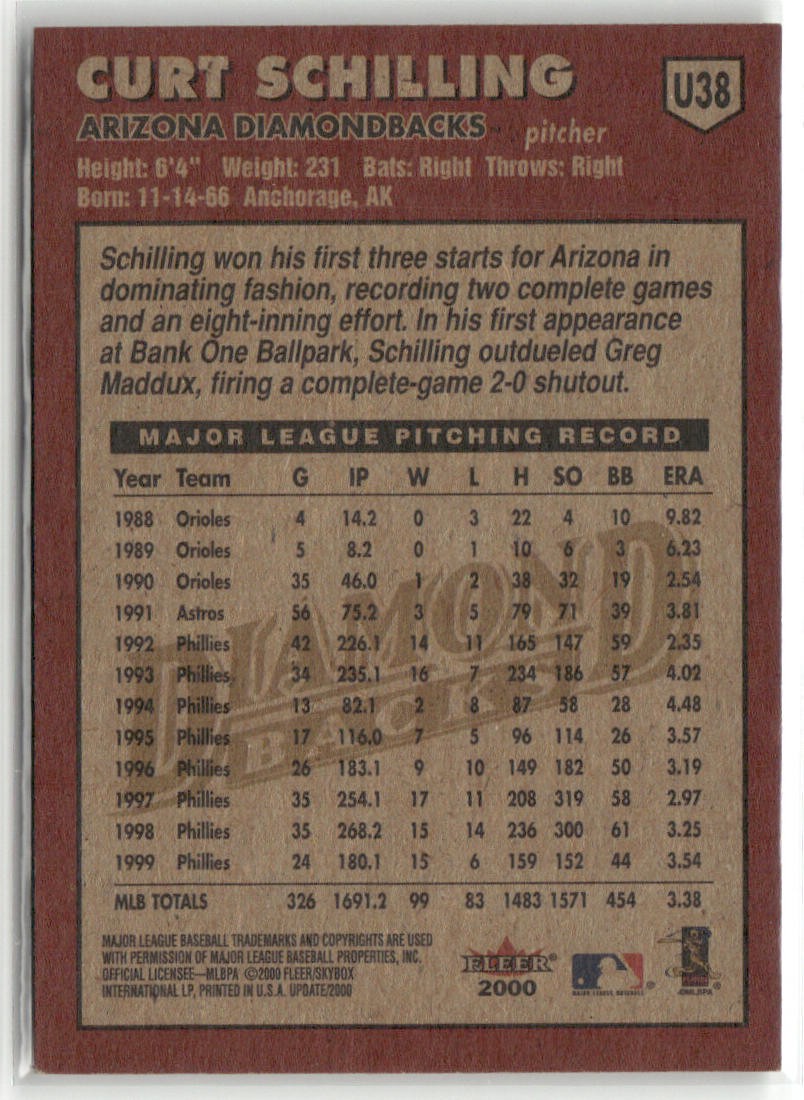 CURT SCHILLING
U38
ARIZONA DIAMONDBACKS pitcher
Height: 6'4" Weight: 231 Bats: Right Throws: Right
Born: 11-14-66 Anchorage, AK
Schilling won his first three starts for Arizona in
dominating fashion, recording two complete games
and an eight-inning effort. In his first appearance
at Bank One Ballpark, Schilling outdueled Greg
Maddux, firing a complete-game 2-0 shutout.
MAJOR LEAGUE PITCHING RECORD
Year Team G IP W L H SO BB ERA
1988 Orioles 4 14.2 0 3 22 4 10 9.82
1989 Orioles 5 8.2 0 1 10 6 3 6.23
1990 Orioles 35 46.0 1 2 38 32 19 2.54
1991 Astros 56 75.2 3 5 79 71 39 3.81
1992 Phillies 42 226.1 14 11 165 147 59 2.35
1993 Phillies 34 235.1 16 7 234 186 57 4.02
1994 Phillies 13 82.1 2 8 87 58 28 4.48
1995 Phillies 17 116.0 7 5 96 114 26 3.57
1996 Phillies 26 183.1 9 10 149 182 50 3.19
1997 Phillies 35 254.1 17 11 208 319 58 2.97
1998 Phillies 35 268.2 15 14 236 300 61 3.25
1999 Phillies 24 180.1 15 6 159 152 44 3.54
MLB TOTALS 326 1691.2 99 83 1483 1571 454 3.38
DIAMOND
BACKS
MAJOR LEAGUE BASEBALL TRADEMARKS AND COPYRIGHTS ARE USED
WITH PERMISSION OF MAJOR LEAGUE BASEBALL PROPERTIES, INC.
OFFICIAL LICENSEE—MLBPA ©2000 FLEER/SKYBOX
INTERNATIONAL LP, PRINTED IN U.S.A. UPDATE/2000
FLEER
2000
MAJOR LEAGUE BASEBALL
©MLBPA